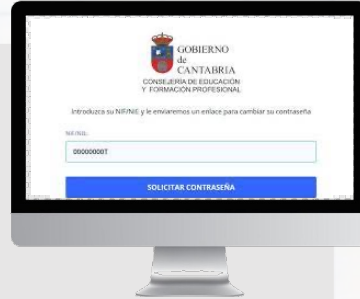 GOBIERNO
de
CANTABRIA
CONSEJERÍA DE EDUCACIÓN
Y FORMACIÓN PROFESIONAL
Introduzca su NIF/NIE y le enviaremos un enlace para cambiar su contraseña
NIF/NIE:
00000000T
SOLICITAR CONTRASEÑA